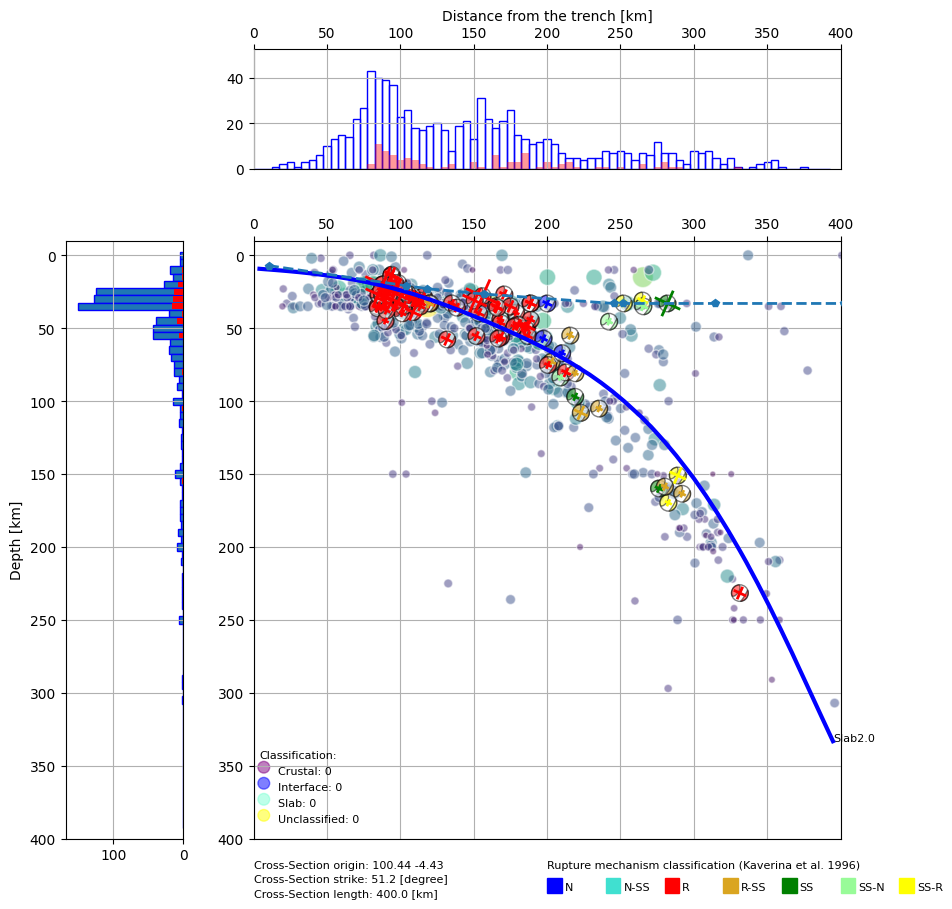 Distance from the trench [km]
0 50 100 150 200 250 300 350 400
40
20
0
0 50 100 150 200 250 300 350 400
0
50
100
150
200
250
300
350
400
100 0
Depth [km]
0
50
100
150
200
250
300
350
400
Slab2.0
Classification:
Crustal: 0
Interface: 0
Slab: 0
Unclassified: 0
Cross-Section origin: 100.44 -4.43
Cross-Section strike: 51.2 [degree]
Cross-Section length: 400.0 [km]
Rupture mechanism classification (Kaverina et al. 1996)
N N-SS R R-SS SS SS-N SS-R